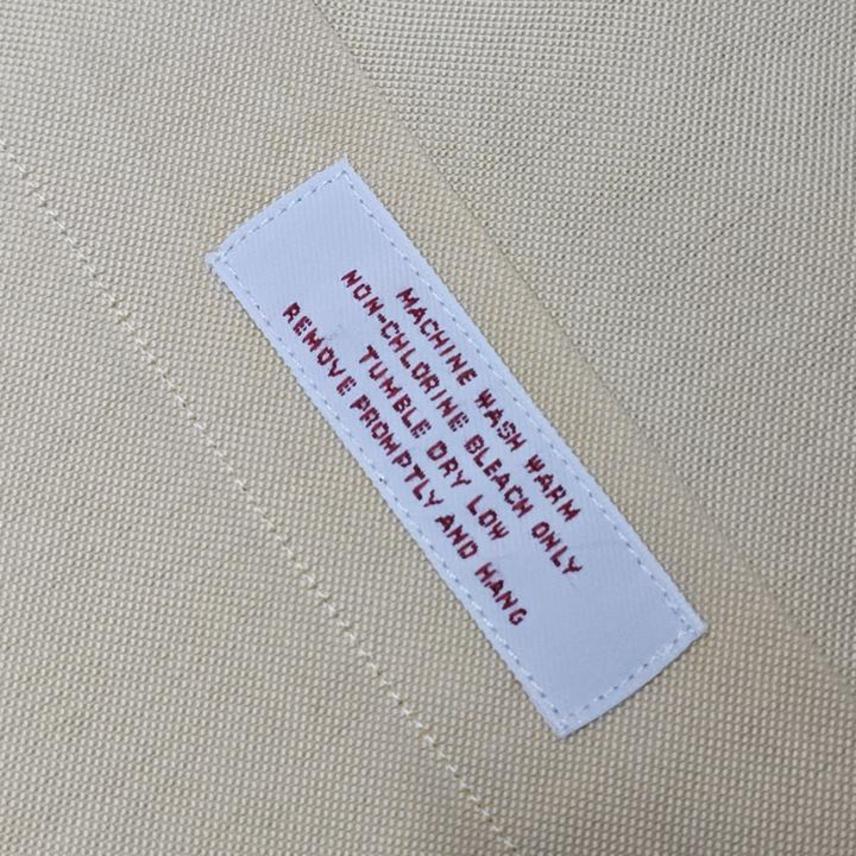 MACHINE WASH WARM
NON-CHLORINE BLEACH ONLY
TUMBLE DRY LOW
REMOVE PROMPTLY AND HANG